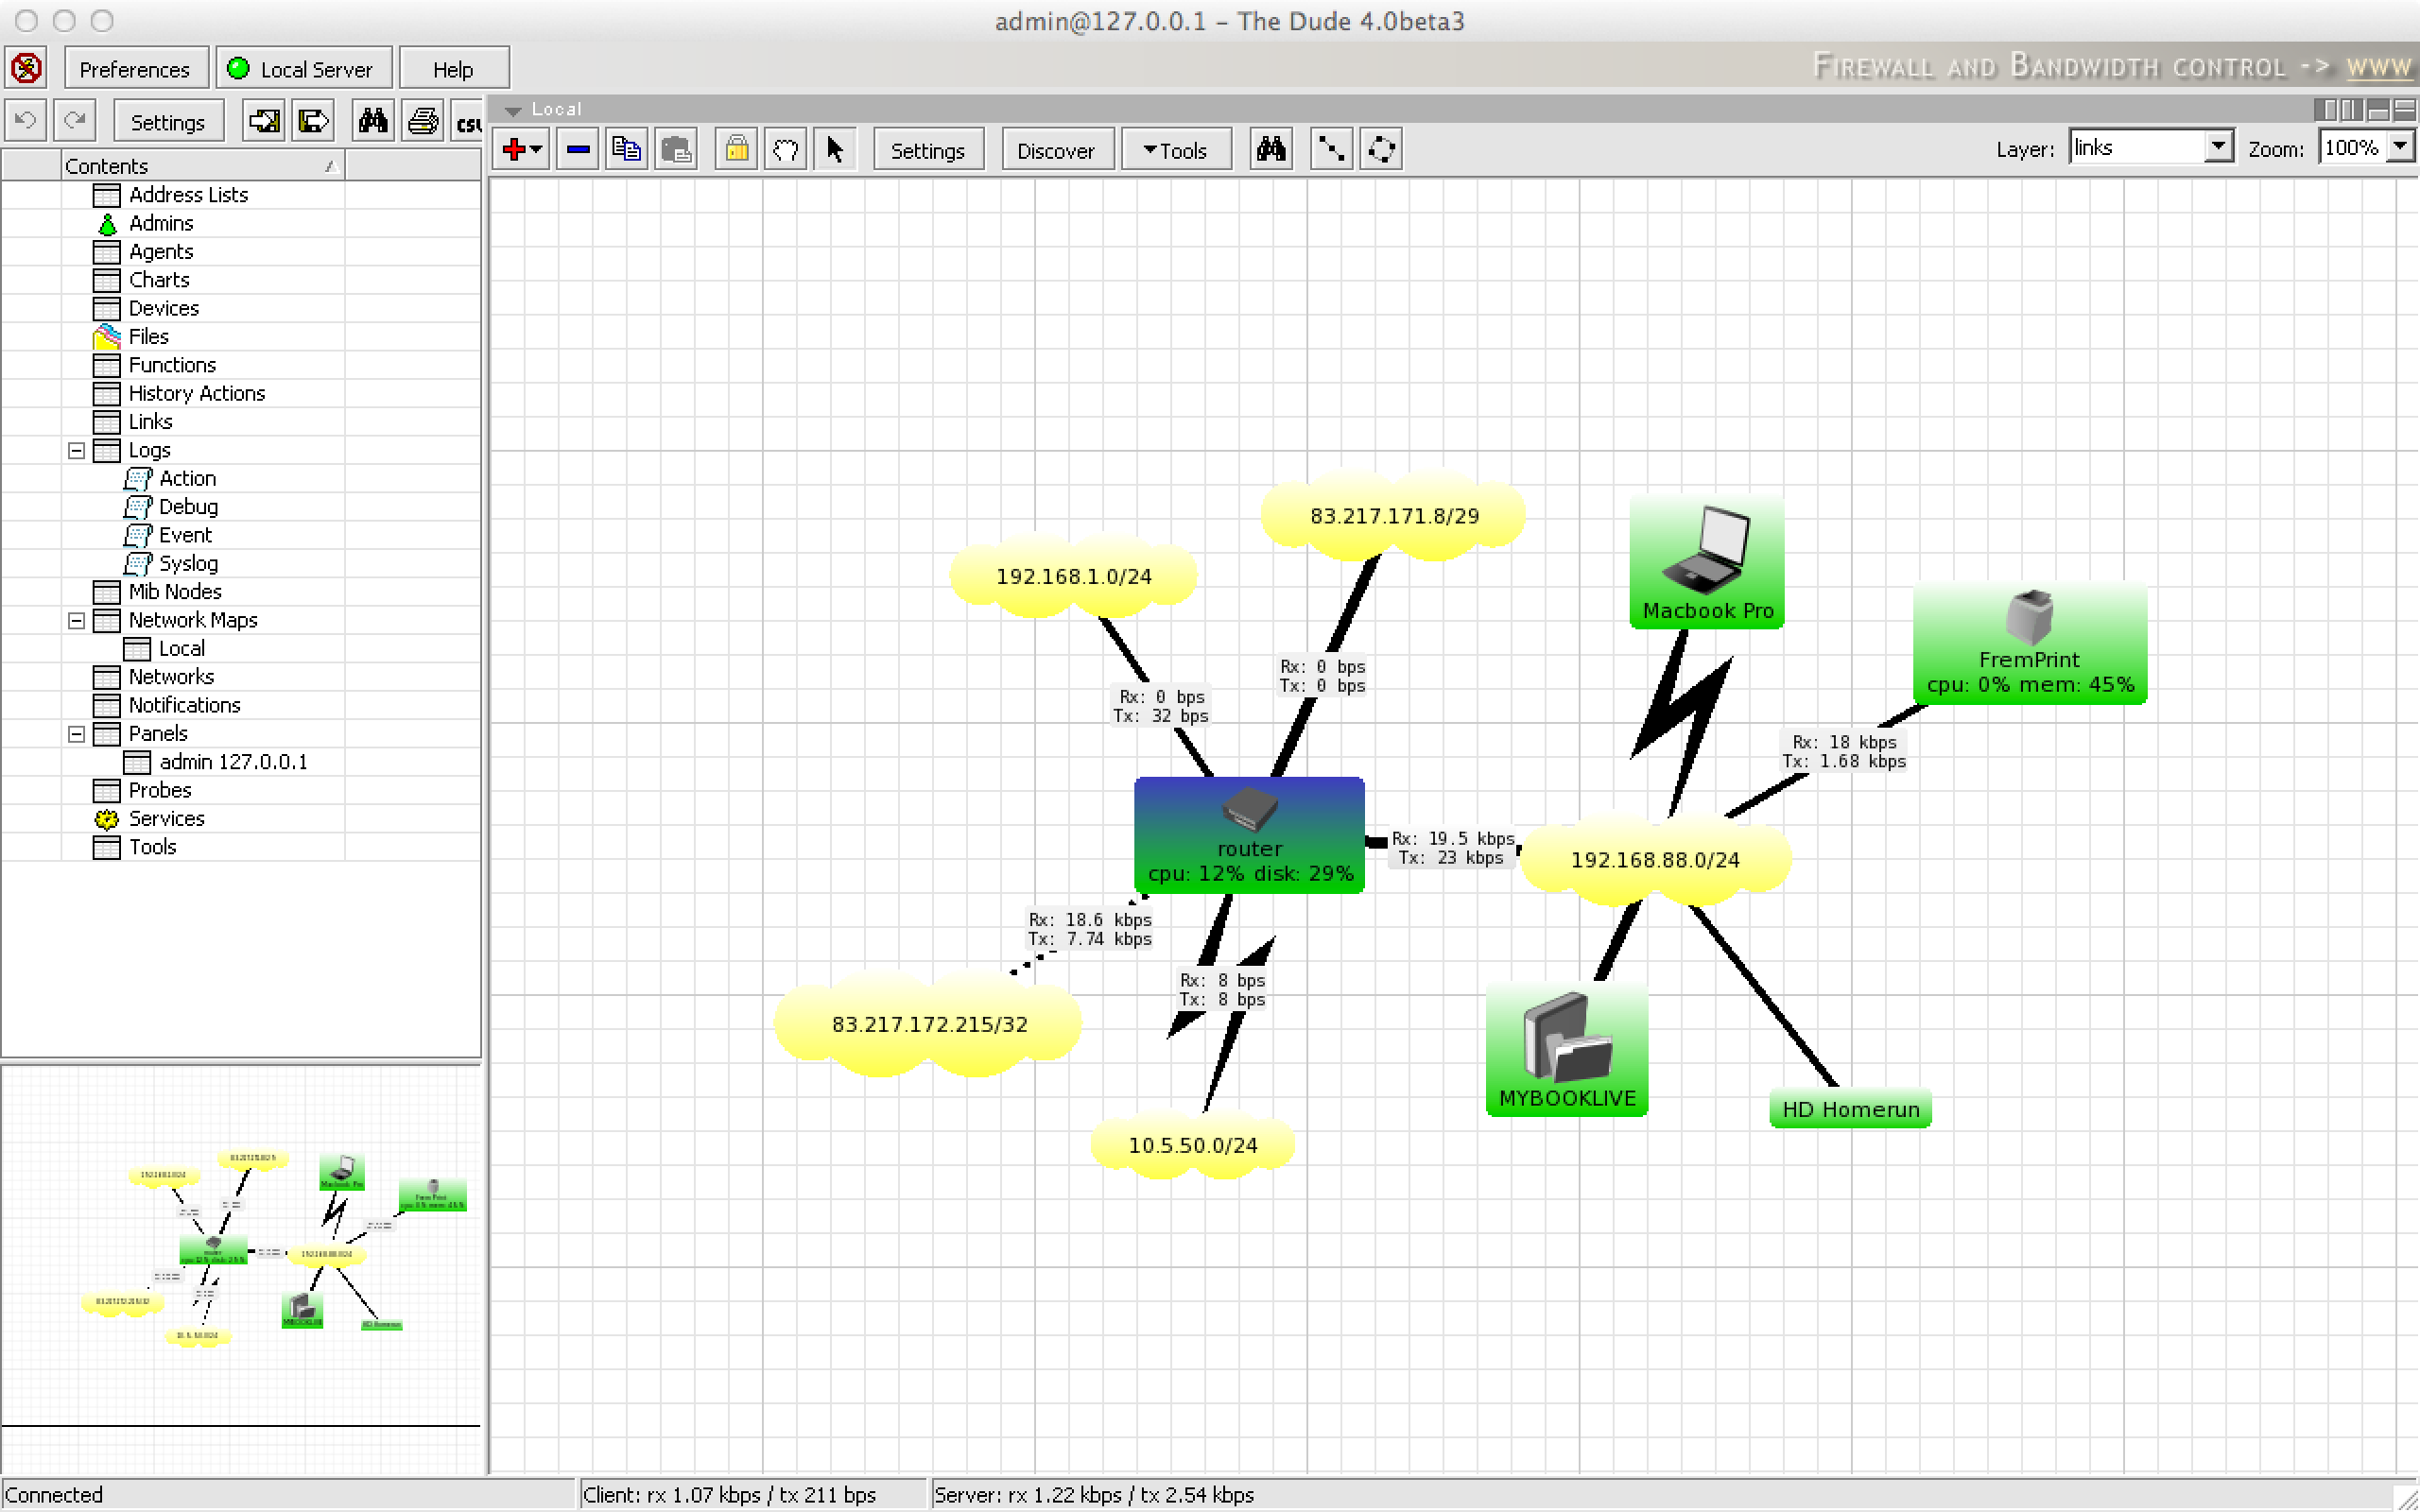 admin@127.0.0.1 – The Dude 4.0beta3
Preferences
Local Server
Help
FIREWALL AND BANDWIDTH CONTROL -> WWW
Settings
Local
Settings
Discover
Tools
Layer:
links
Zoom:
100%
Contents
Address Lists
Admins
Agents
Charts
Devices
Files
Functions
History Actions
Links
Logs
Action
Debug
Event
Syslog
Mib Nodes
Network Maps
Local
Networks
Notifications
Panels
admin 127.0.0.1
Probes
Services
Tools
83.217.171.8/29
192.168.1.0/24
Macbook Pro
FremPrint
cpu: 0% mem: 45%
Rx: 0 bps
Tx: 0 bps
Rx: 0 bps
Tx: 32 bps
Rx: 18 kbps
Tx: 1.68 kbps
router
cpu: 12% disk: 29%
Rx: 19.5 kbps
Tx: 23 kbps
192.168.88.0/24
Rx: 18.6 kbps
Tx: 7.74 kbps
Rx: 8 bps
Tx: 8 bps
83.217.172.215/32
MYBOOKLIVE
HD Homerun
10.5.50.0/24
Connected
Client: rx 1.07 kbps / tx 211 bps
Server: rx 1.22 kbps / tx 2.54 kbps